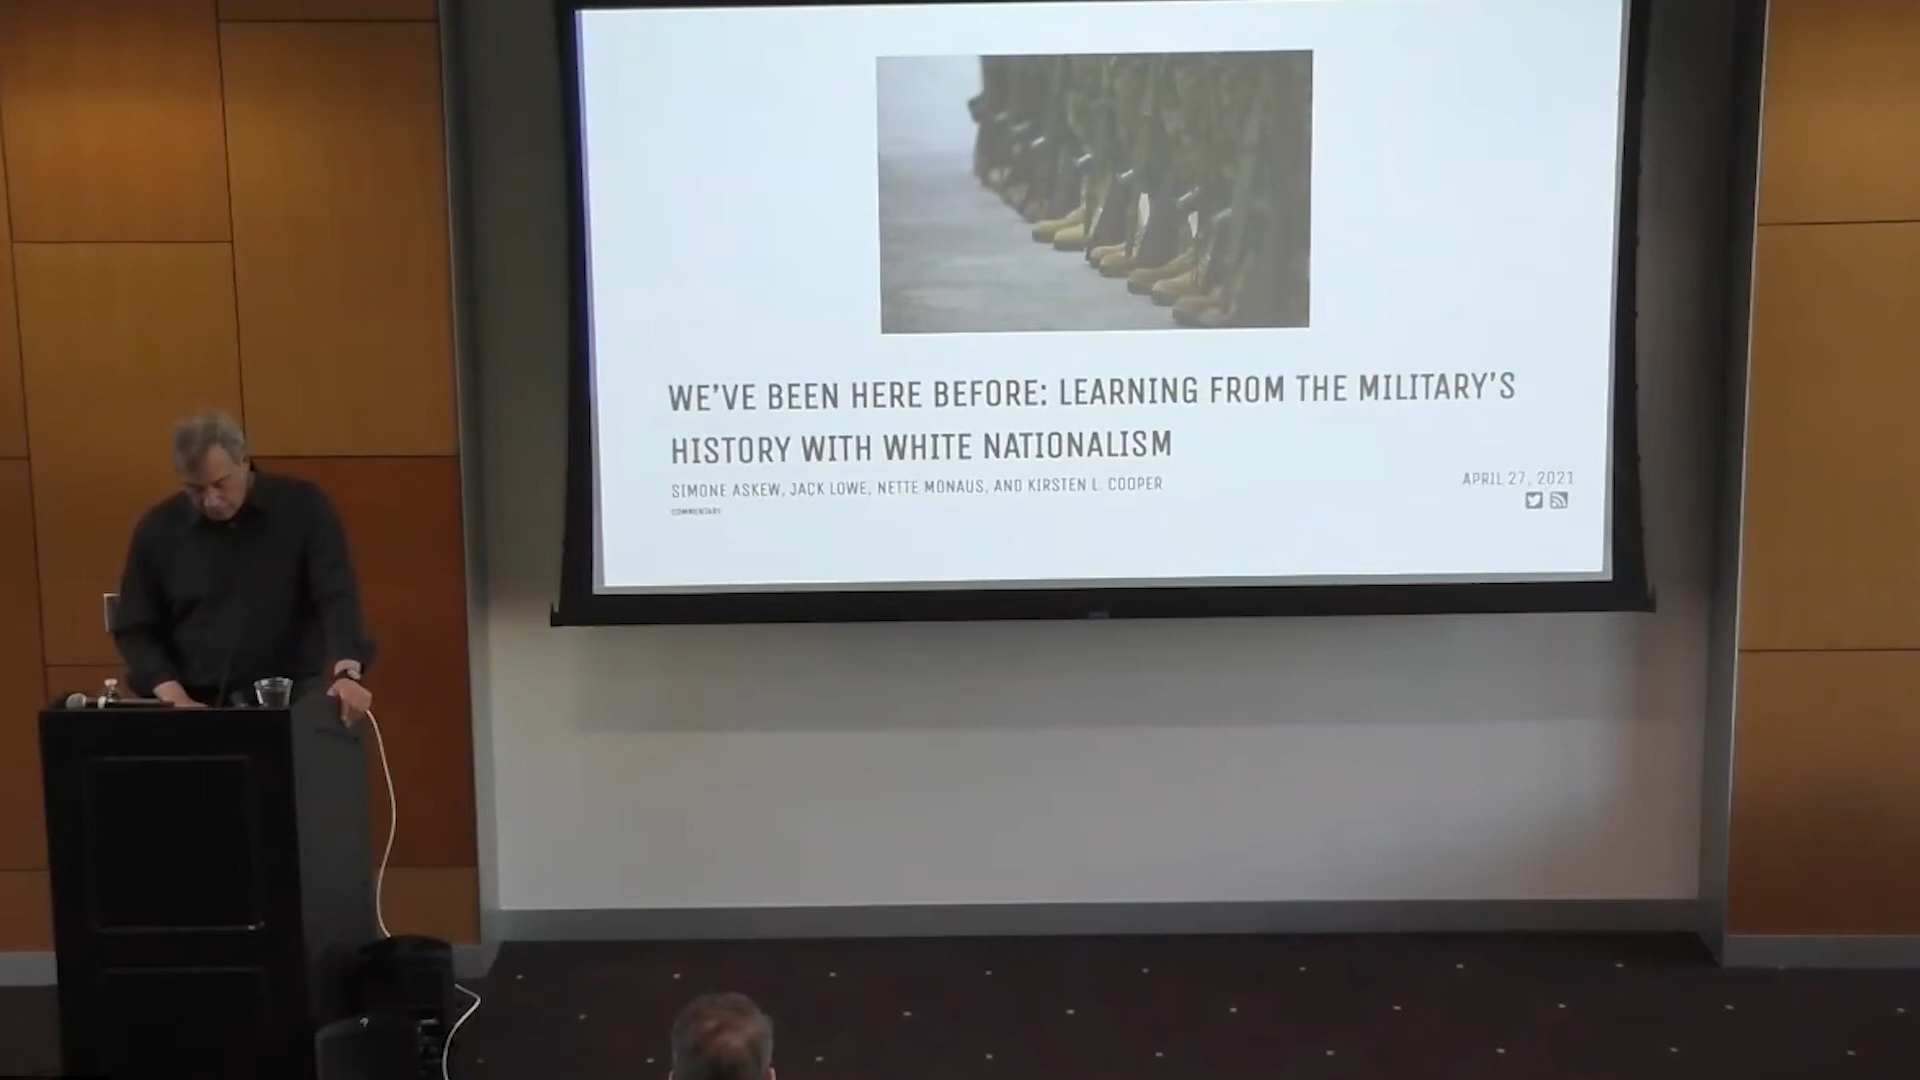 WE'VE BEEN HERE BEFORE: LEARNING FROM THE MILITARY'S
HISTORY WITH WHITE NATIONALISM
SIMONE ASKEW, JACK LOWE, NETTE MONAUS, AND KIRSTEN L. COOPER
APRIL 27, 2021
COMMENTARY